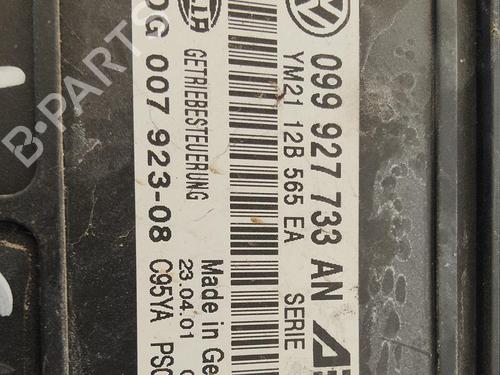 099 927 733 AN
YM21 12B 565 EA
SERIE
GETRIEBESTEUERUNG
Made in Ge
23.04.01
DG 007 923-08
C95YA PSC
B-PARTS